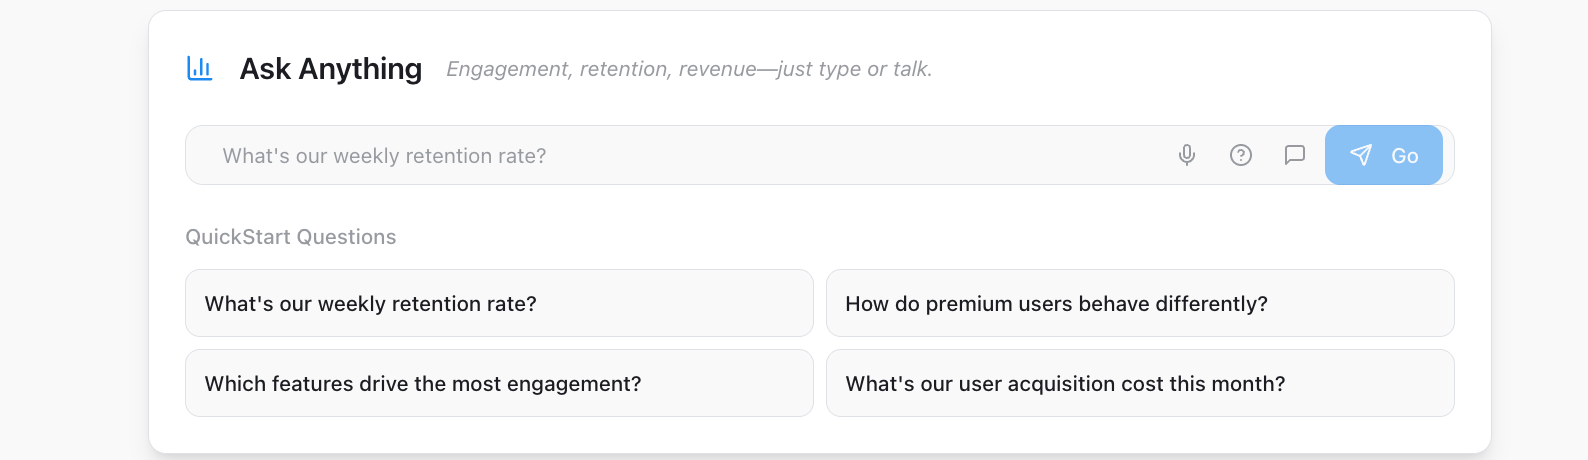 Ask Anything
Engagement, retention, revenue—just type or talk.
What's our weekly retention rate?
Go
QuickStart Questions
What's our weekly retention rate?
How do premium users behave differently?
Which features drive the most engagement?
What's our user acquisition cost this month?